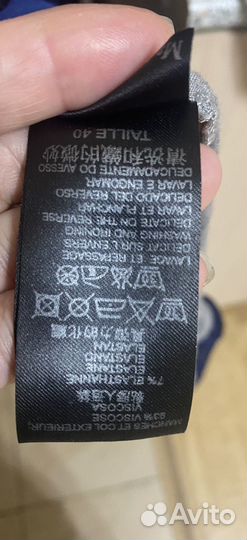 MANCHES ET COL EXTERIEUR:
93% VISCOSE
VISCOSA
7% ELASTHANNE
ELASTANE
ELASTANO
ELASTAN
LAVAGE ET REPASSAGE
DELICAT SUR L'ENVERS
WASHING AND IRONING
DELICATE ON THE REVERSE
LAVAR ET PLANCHAR
DELICADO DEL REVERSO
LAVAR E ENGOMAR
DELICADAMENTE DO AVESSO
TAILLE 40
Avito